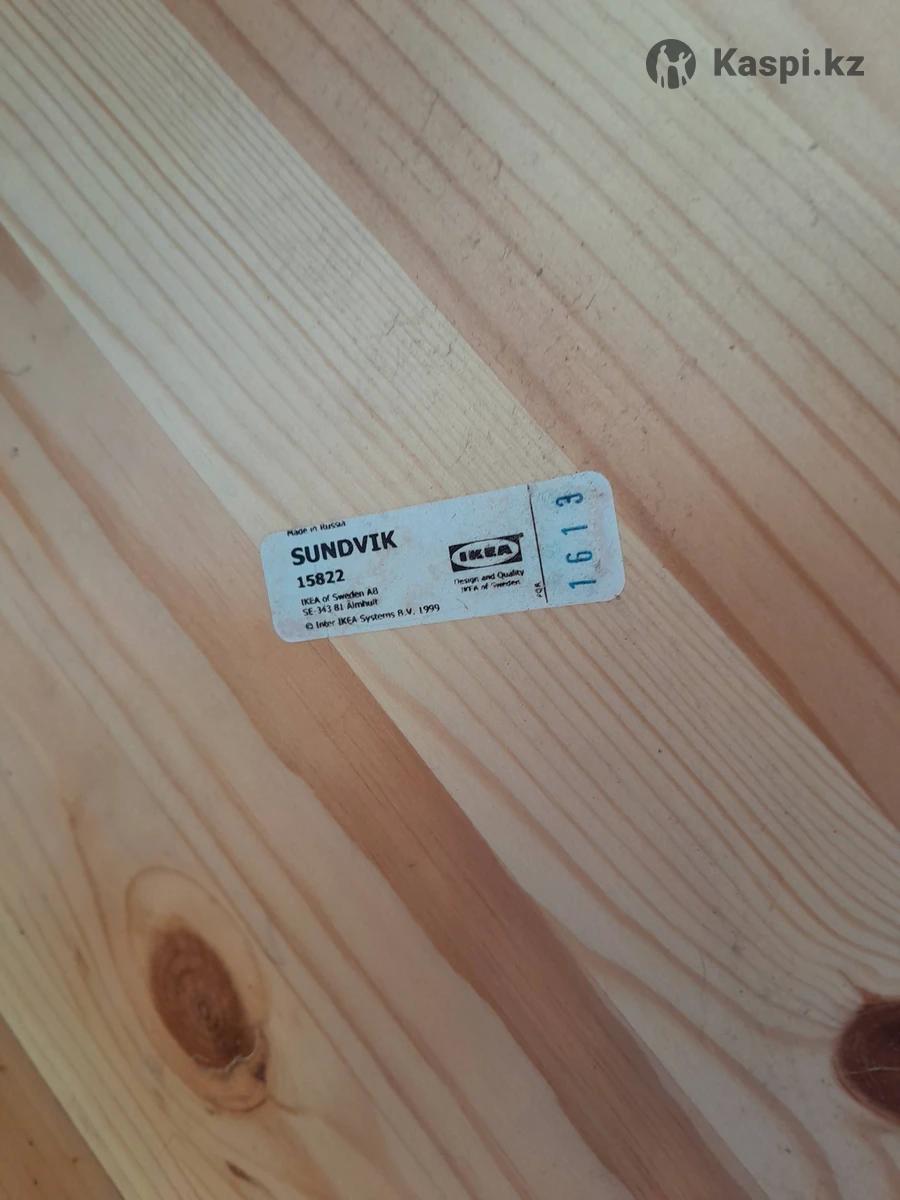 Kaspi.kz
Made in Russia
SUNDVIK
15822
IKEA of Sweden AB
SE-343 81 Älmhult
© Inter IKEA Systems B.V. 1999
IKEA®
Design and Quality
IKEA of Sweden
1613